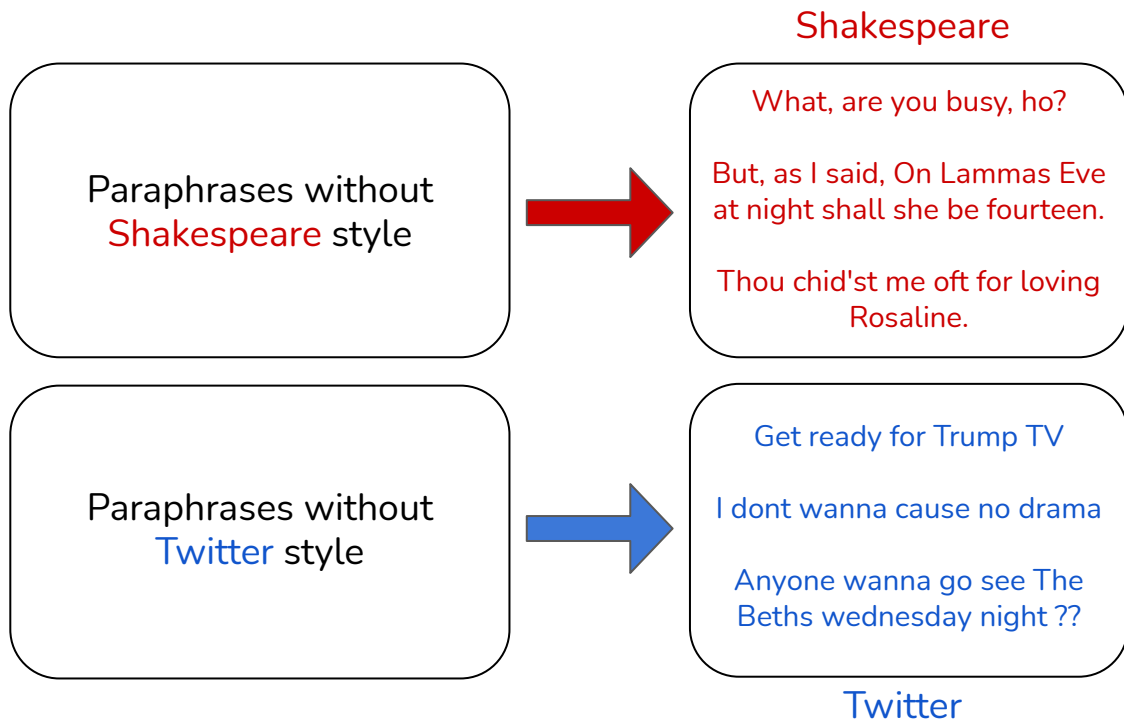 Shakespeare
Paraphrases without
Shakespeare style
What, are you busy, ho?
But, as I said, On Lammas Eve
at night shall she be fourteen.
Thou chid'st me oft for loving
Rosaline.
Paraphrases without
Twitter style
Get ready for Trump TV
I dont wanna cause no drama
Anyone wanna go see The
Beths wednesday night ??
Twitter